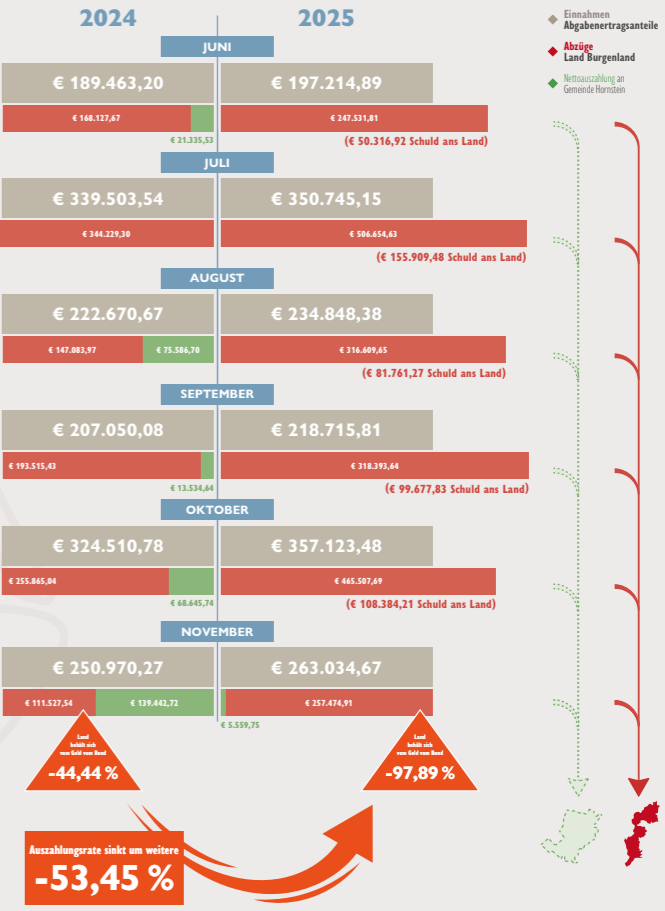 2024 2025
Einnahmen
Abgabenertragsanteile
Abzüge
Land Burgenland
Nettoauszahlung an
Gemeinde Hornstein
JUNI
€ 189.463,20 € 197.214,89
€ 168.127,67 € 247.531,81
€ 21.335,53 (€ 50.316,92 Schuld ans Land)
JULI
€ 339.503,54 € 350.745,15
€ 344.229,30 € 506.654,63
(€ 155.909,48 Schuld ans Land)
AUGUST
€ 222.670,67 € 234.848,38
€ 147.083,97 € 75.586,70 € 316.609,65
(€ 81.761,27 Schuld ans Land)
SEPTEMBER
€ 207.050,08 € 218.715,81
€ 193.515,43 € 318.393,64
€ 13.534,64 (€ 99.677,83 Schuld ans Land)
OKTOBER
€ 324.510,78 € 357.123,48
€ 255.865,04 € 465.507,69
€ 68.645,74 (€ 108.384,21 Schuld ans Land)
NOVEMBER
€ 250.970,27 € 263.034,67
€ 111.527,54 € 139.442,72 € 257.474,91
€ 5.559,75
Land
behält sich
vom Geld vom Bund
-44,44 %
Land
behält sich
vom Geld vom Bund
-97,89 %
Auszahlungsrate sinkt um weitere
-53,45 %